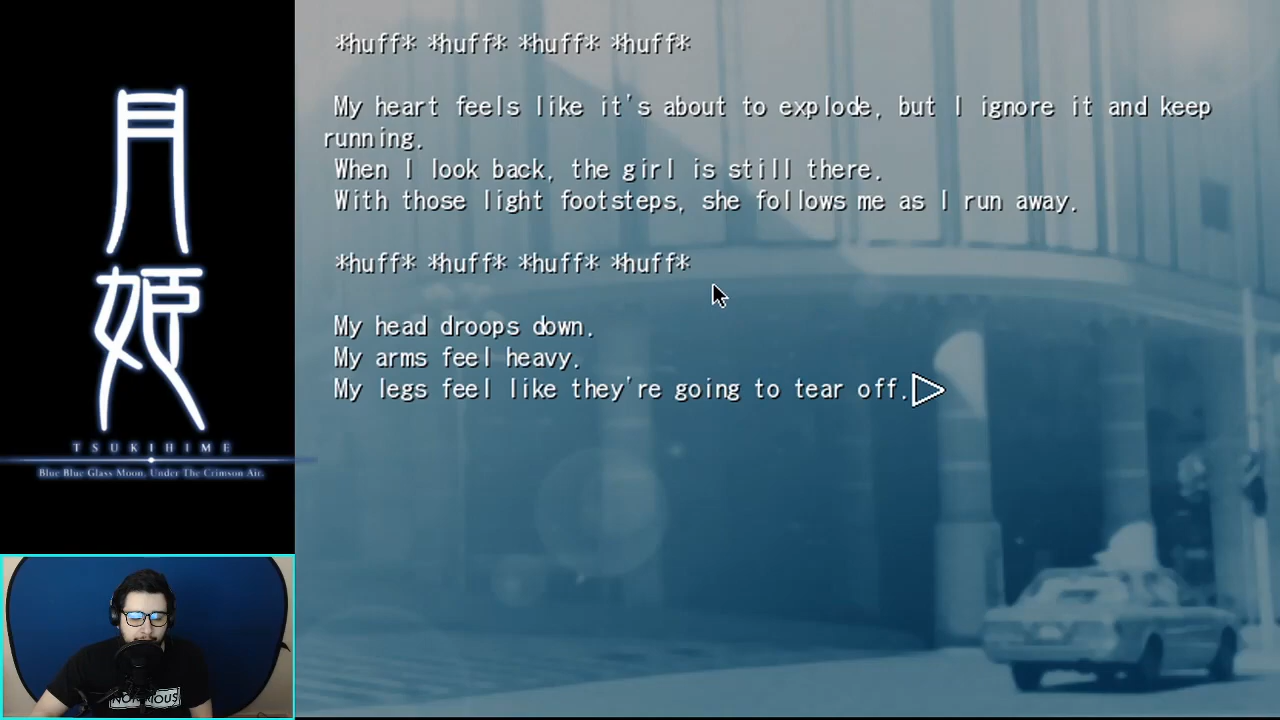 月姫
TSUKIHIME
Blue Blue Glass Moon, Under The Crimson Air.
*huff* *huff* *huff* *huff*
My heart feels like it's about to explode, but I ignore it and keep
running.
When I look back, the girl is still there.
With those light footsteps, she follows me as I run away.
*huff* *huff* *huff* *huff*
My head droops down.
My arms feel heavy.
My legs feel like they're going to tear off.